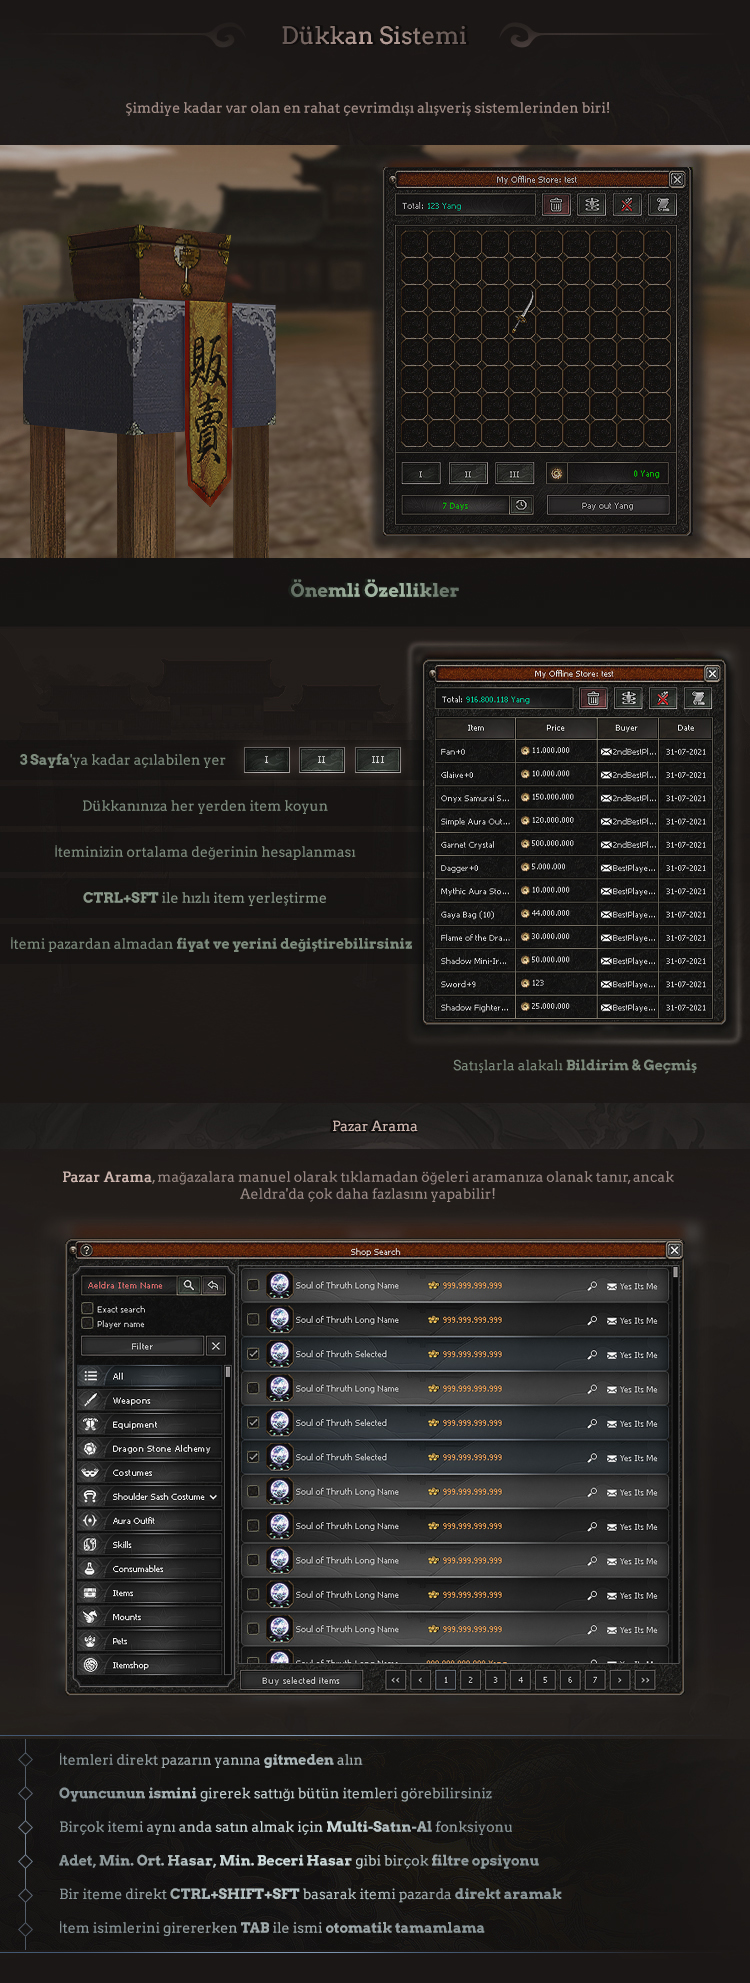 Dükkan Sistemi
Şimdiye kadar var olan en rahat çevrimdışı alışveriş sistemlerinden biri!
販賣
My Offline Store: test
Total: 123 Yang
I II III
0 Yang
7 Days
Pay out Yang
Önemli Özellikler
3 Sayfa'ya kadar açılabilen yer I II III
Dükkanınıza her yerden item koyun
İteminizin ortalama değerinin hesaplanması
CTRL+SFT ile hızlı item yerleştirme
İtemi pazardan almadan fiyat ve yerini değiştirebilirsiniz
My Offline Store: test
Total: 916.800.118 Yang
Item Price Buyer Date
Fan+0 11.000.000 2ndBestPl... 31-07-2021
Glaive+0 10.000.000 2ndBestPl... 31-07-2021
Onyx Samurai S... 150.000.000 2ndBestPl... 31-07-2021
Simple Aura Out... 120.000.000 2ndBestPl... 31-07-2021
Garnet Crystal 500.000.000 2ndBestPl... 31-07-2021
Dagger+0 5.000.000 BestPlaye... 31-07-2021
Mythic Aura Sto... 10.000.000 BestPlaye... 31-07-2021
Gaya Bag (10) 44.000.000 BestPlaye... 31-07-2021
Flame of the Dra... 30.000.000 BestPlaye... 31-07-2021
Shadow Mini-Ir... 50.000.000 BestPlaye... 31-07-2021
Sword+9 123 BestPlaye... 31-07-2021
Shadow Fighter... 25.000.000 BestPlaye... 31-07-2021
Satışlarla alakalı Bildirim & Geçmiş
Pazar Arama
Pazar Arama, mağazalara manuel olarak tıklamadan öğeleri aramanıza olanak tanır, ancak
Aeldra'da çok daha fazlasını yapabilir!
? Shop Search
Aeldra Item Name
Exact search
Player name
Filter
All
Weapons
Equipment
Dragon Stone Alchemy
Costumes
Shoulder Sash Costume
Aura Outfit
Skills
Consumables
Items
Mounts
Pets
Itemshop
Soul of Thruth Long Name 999.999.999.999 Yes Its Me
Soul of Thruth Long Name 999.999.999.999 Yes Its Me
Soul of Thruth Selected 999.999.999.999 Yes Its Me
Soul of Thruth Long Name 999.999.999.999 Yes Its Me
Soul of Thruth Selected 999.999.999.999 Yes Its Me
Soul of Thruth Selected 999.999.999.999 Yes Its Me
Soul of Thruth Long Name 999.999.999.999 Yes Its Me
Soul of Thruth Long Name 999.999.999.999 Yes Its Me
Soul of Thruth Long Name 999.999.999.999 Yes Its Me
Soul of Thruth Long Name 999.999.999.999 Yes Its Me
Soul of Thruth Long Name 999.999.999.999 Yes Its Me
Buy selected items << < 1 2 3 4 5 6 7 > >>
İtemleri direkt pazarın yanına gitmeden alın
Oyuncunun ismini girerek sattığı bütün itemleri görebilirsiniz
Birçok itemi aynı anda satın almak için Multi-Satın-Al fonksiyonu
Adet, Min. Ort. Hasar, Min. Beceri Hasar gibi birçok filtre opsiyonu
Bir iteme direkt CTRL+SHIFT+SFT basarak itemi pazarda direkt aramak
İtem isimlerini girererken TAB ile ismi otomatik tamamlama